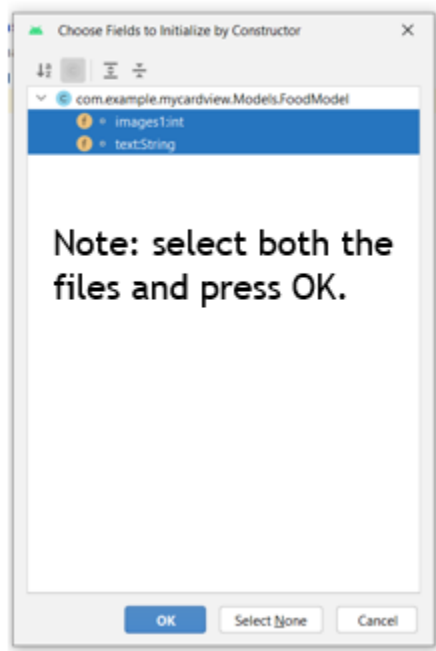 Choose Fields to Initialize by Constructor
com.example.mycardview.Models.FoodModel
images1:int
text:String
Note: select both the
files and press OK.
OK Select None Cancel